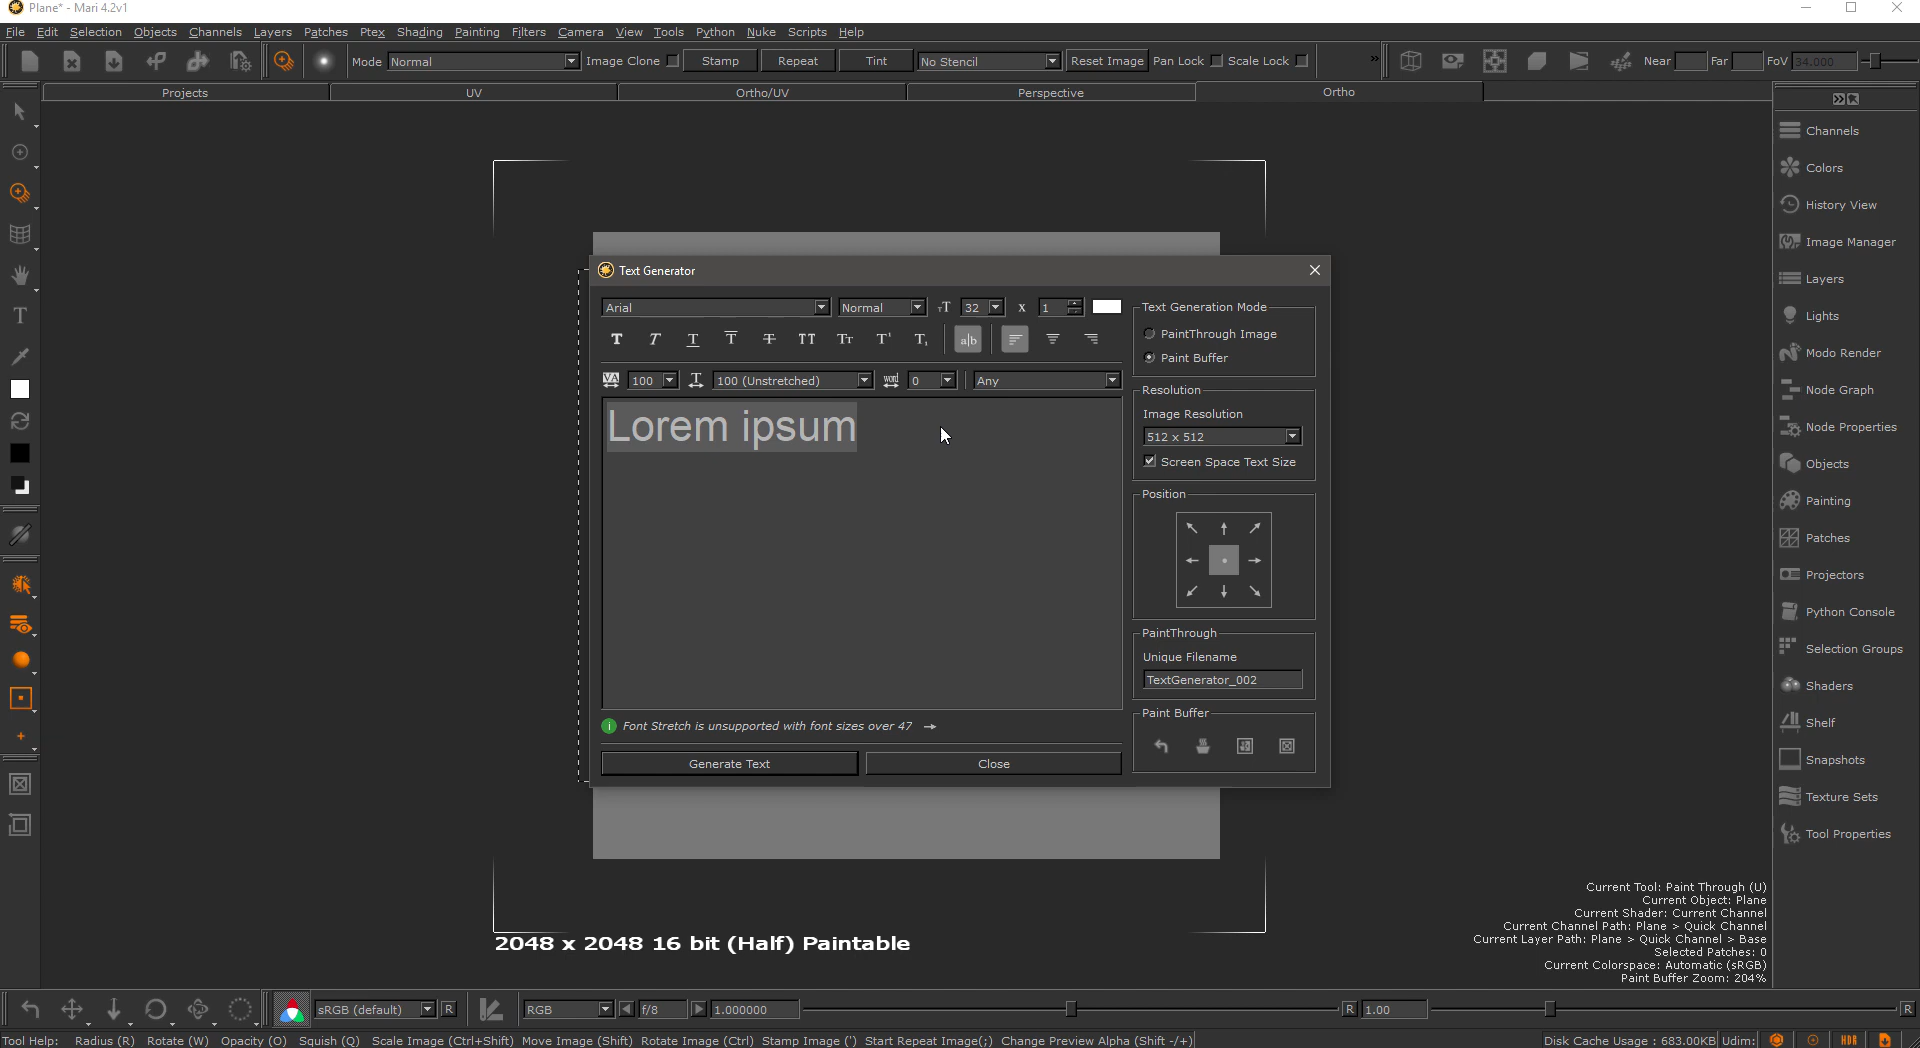 Plane* - Mari 4.2v1
File Edit Selection Objects Channels Layers Patches Ptex Shading Painting Filters Camera View Tools Python Nuke Scripts Help
Mode Normal Image Clone Stamp Repeat Tint No Stencil Reset Image Pan Lock Scale Lock » Near Far FoV 34.000
Projects UV Ortho/UV Perspective Ortho
Channels
Colors
History View
Image Manager
Layers
Lights
Modo Render
Node Graph
Node Properties
Objects
Painting
Patches
Projectors
Python Console
Selection Groups
Shaders
Shelf
Snapshots
Texture Sets
Tool Properties
Text Generator
Arial Normal 32 x 1
a|b
VA 100 T 100 (Unstretched) word 0 Any
Lorem ipsum
Font Stretch is unsupported with font sizes over 47
Generate Text Close
Text Generation Mode
PaintThrough Image
Paint Buffer
Resolution
Image Resolution
512 x 512
Screen Space Text Size
Position
PaintThrough
Unique Filename
TextGenerator_002
Paint Buffer
2048 x 2048 16 bit (Half) Paintable
Current Tool: Paint Through (U)
Current Object: Plane
Current Shader: Current Channel
Current Channel Path: Plane > Quick Channel
Current Layer Path: Plane > Quick Channel > Base
Selected Patches: 0
Current Colorspace: Automatic (sRGB)
Paint Buffer Zoom: 204%
sRGB (default) R RGB f/8 1.000000 R 1.00 R
Tool Help: Radius (R) Rotate (W) Opacity (O) Squish (Q) Scale Image (Ctrl+Shift) Move Image (Shift) Rotate Image (Ctrl) Stamp Image (') Start Repeat Image(;) Change Preview Alpha (Shift -/+) Disk Cache Usage : 683.00KB Udim: HDR